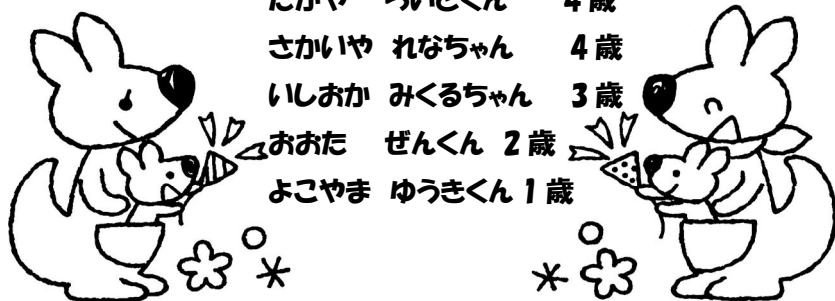 4歳
さかいや れなちゃん 4歳
いしおか みくるちゃん 3歳
おおた ぜんくん 2歳
よこやま ゆうきくん 1歳